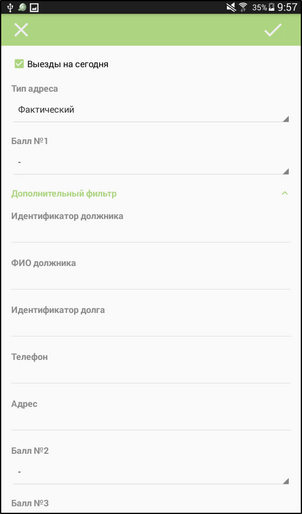 35% 9:57
Выезды на сегодня
Тип адреса
Фактический
Балл №1
-
Дополнительный фильтр
Идентификатор должника
ФИО должника
Идентификатор долга
Телефон
Адрес
Балл №2
-
Балл №3